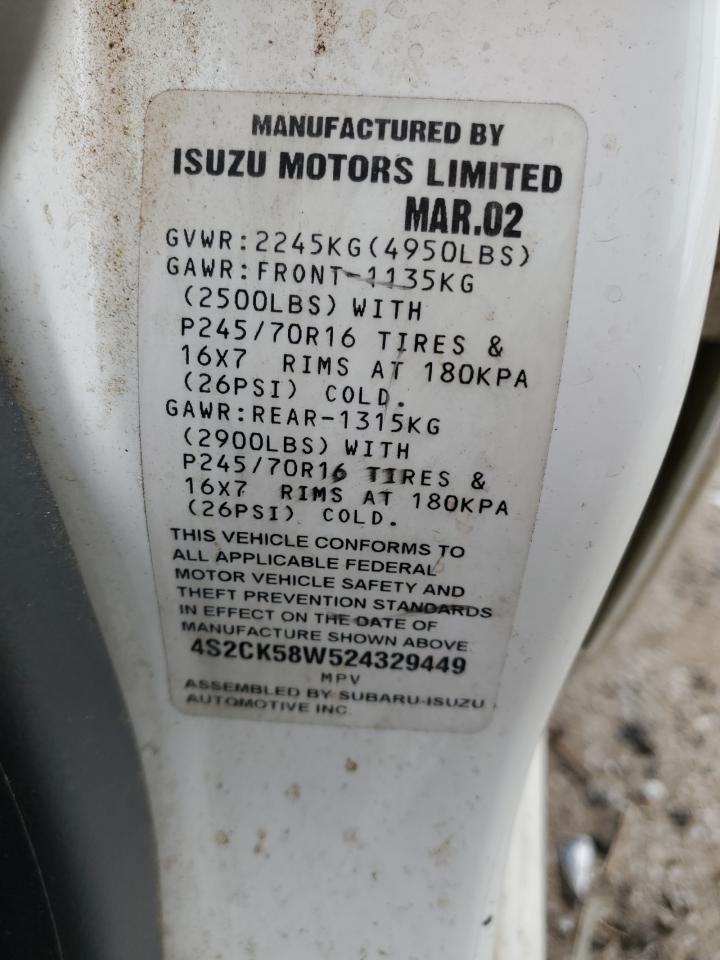 MANUFACTURED BY
ISUZU MOTORS LIMITED
MAR.02
GVWR:2245KG(4950LBS)
GAWR:FRONT-1135KG
(2500LBS) WITH
P245/70R16 TIRES &
16X7 RIMS AT 180KPA
(26PSI) COLD.
GAWR:REAR-1315KG
(2900LBS) WITH
P245/70R16 TIRES &
16X7 RIMS AT 180KPA
(26PSI) COLD.
THIS VEHICLE CONFORMS TO
ALL APPLICABLE FEDERAL
MOTOR VEHICLE SAFETY AND
THEFT PREVENTION STANDARDS
IN EFFECT ON THE DATE OF
MANUFACTURE SHOWN ABOVE
4S2CK58W524329449
MPV
ASSEMBLED BY SUBARU-ISUZU
AUTOMOTIVE INC.